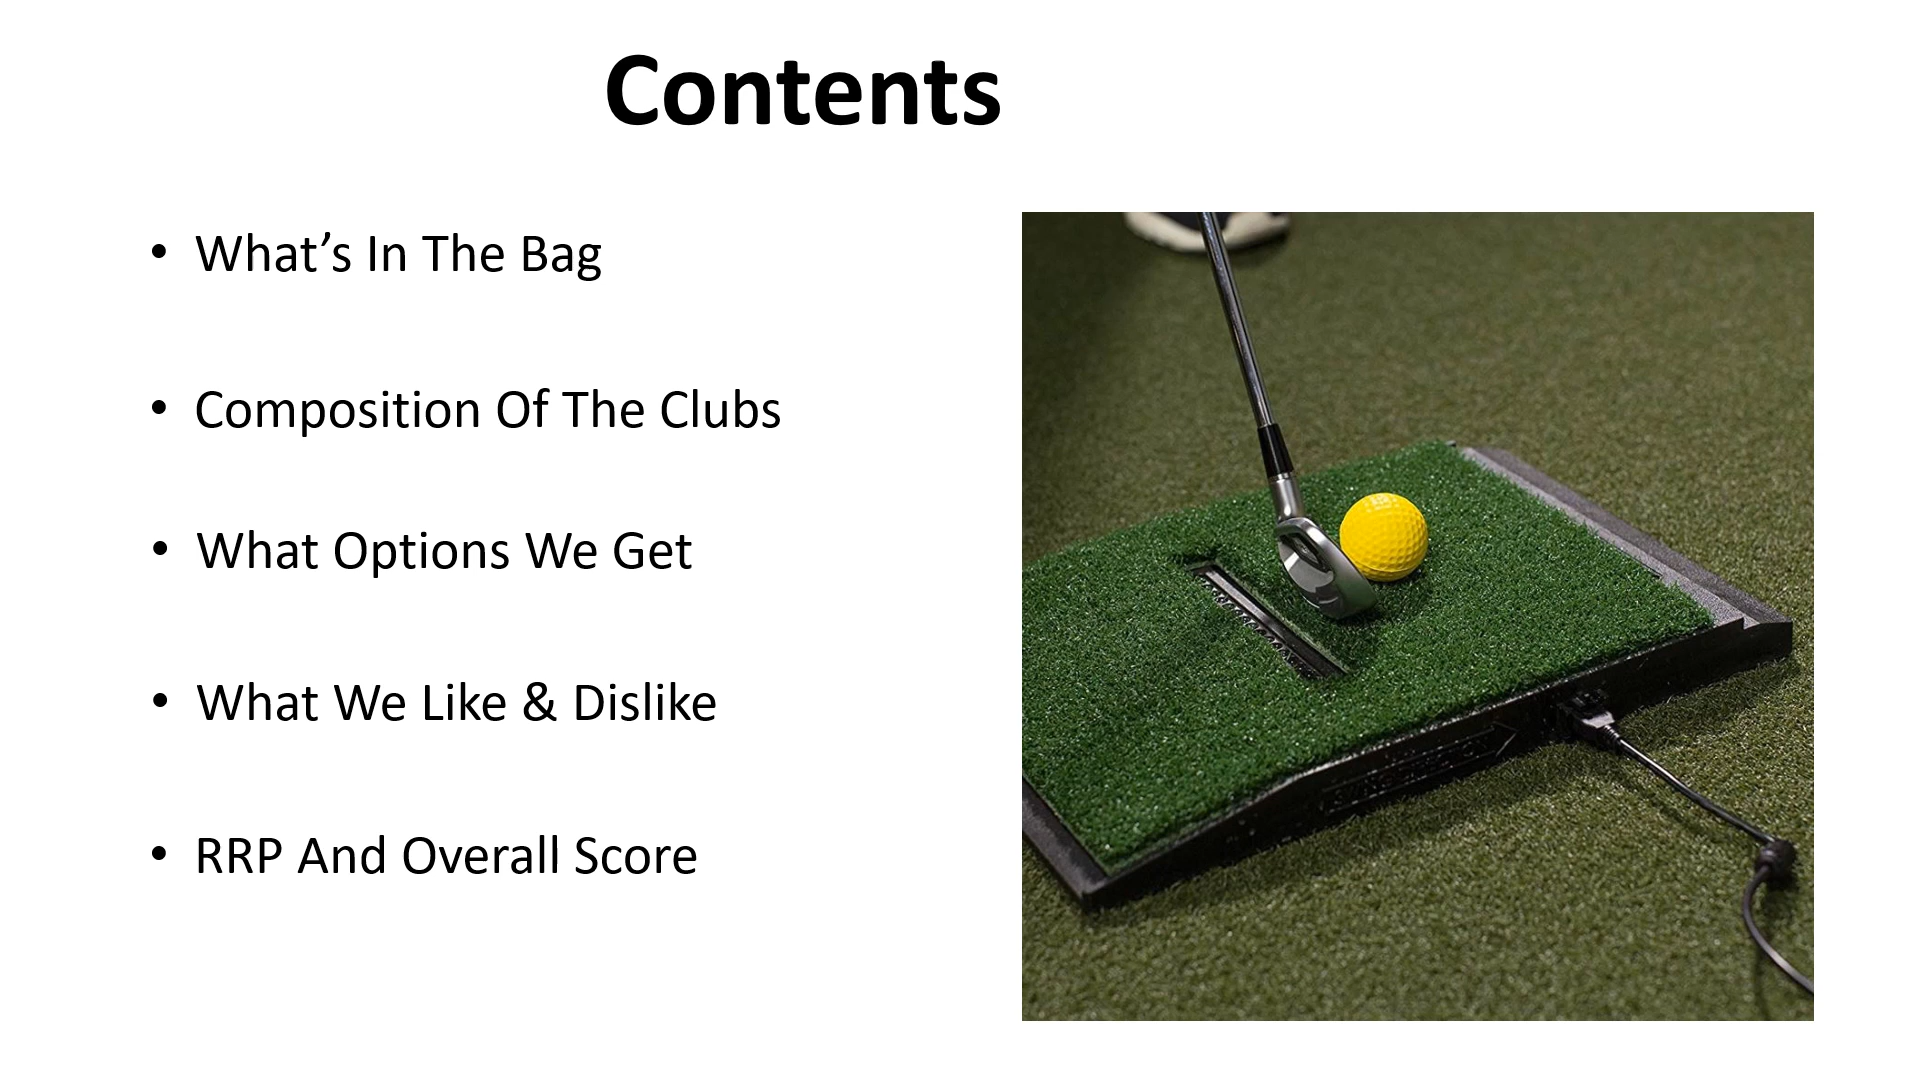 Contents
• What’s In The Bag
• Composition Of The Clubs
• What Options We Get
• What We Like & Dislike
• RRP And Overall Score